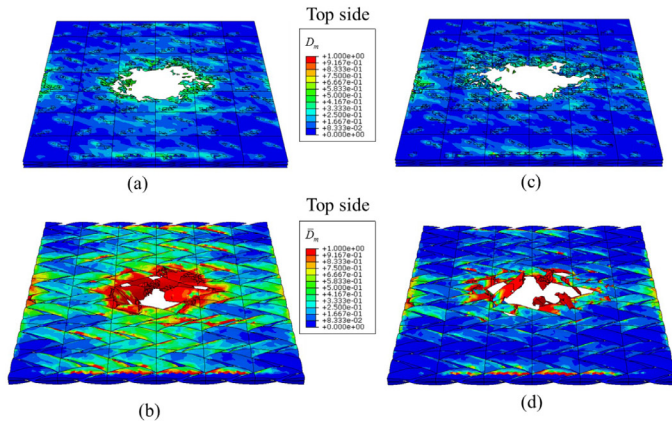 Top side
D_m
+1.000e+00
+9.167e-01
+8.333e-01
+7.500e-01
+6.667e-01
+5.833e-01
+5.000e-01
+4.167e-01
+3.333e-01
+2.500e-01
+1.667e-01
+8.333e-02
+0.000e+00
(a)
(c)
Top side
D̄_m
+1.000e+00
+9.167e-01
+8.333e-01
+7.500e-01
+6.667e-01
+5.833e-01
+5.000e-01
+4.167e-01
+3.333e-01
+2.500e-01
+1.667e-01
+8.333e-02
+0.000e+00
(b)
(d)